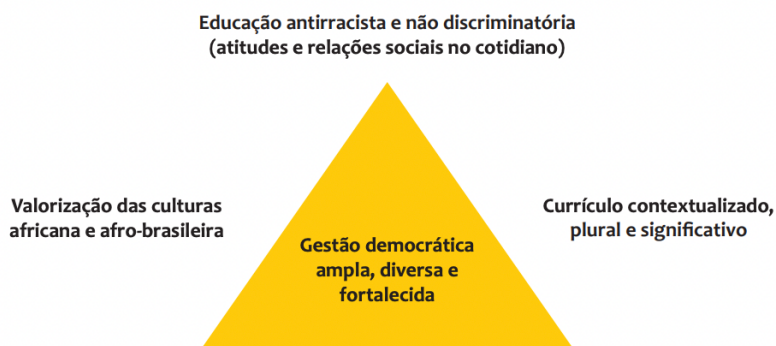 Educação antirracista e não discriminatória
(atitudes e relações sociais no cotidiano)
Valorização das culturas
africana e afro-brasileira
Currículo contextualizado,
plural e significativo
Gestão democrática
ampla, diversa e
fortalecida